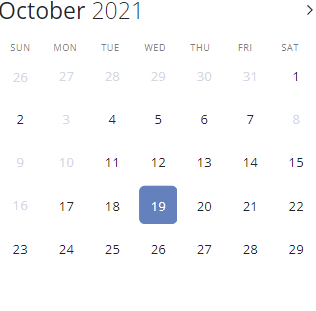 October 2021
SUN MON TUE WED THU FRI SAT
26 27 28 29 30 31 1
2 3 4 5 6 7 8
9 10 11 12 13 14 15
16 17 18 19 20 21 22
23 24 25 26 27 28 29